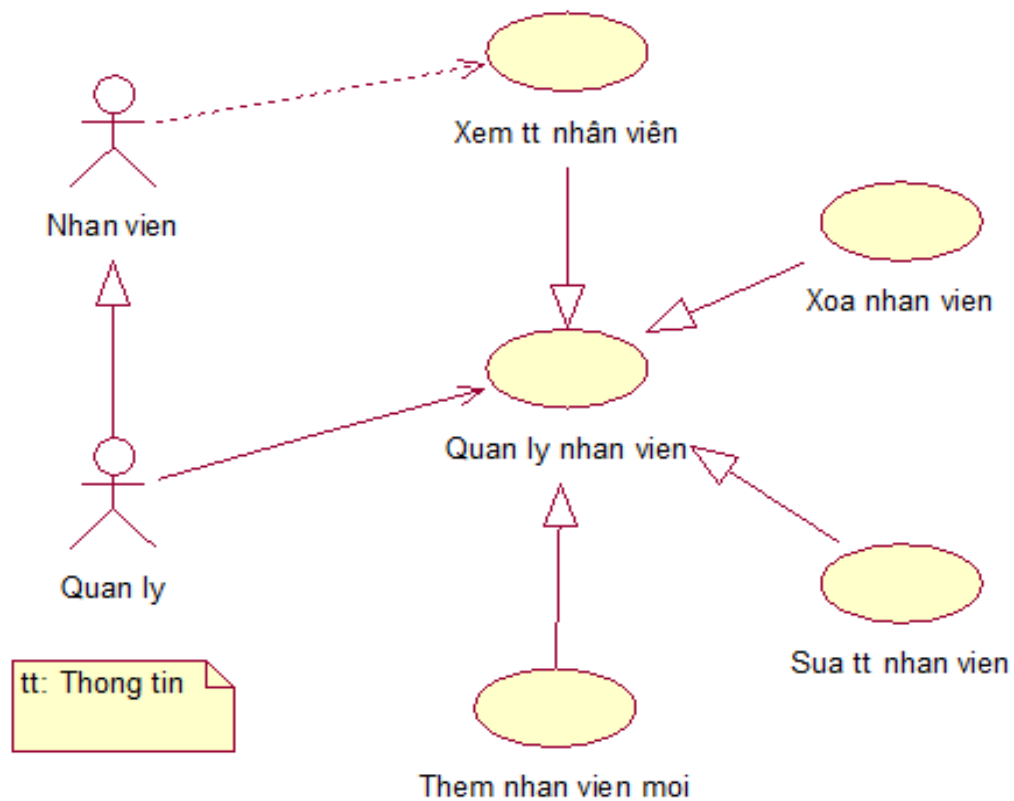 Xem tt nhân viên
Nhan vien
Xoa nhan vien
Quan ly nhan vien
Quan ly
Sua tt nhan vien
tt: Thong tin
Them nhan vien moi